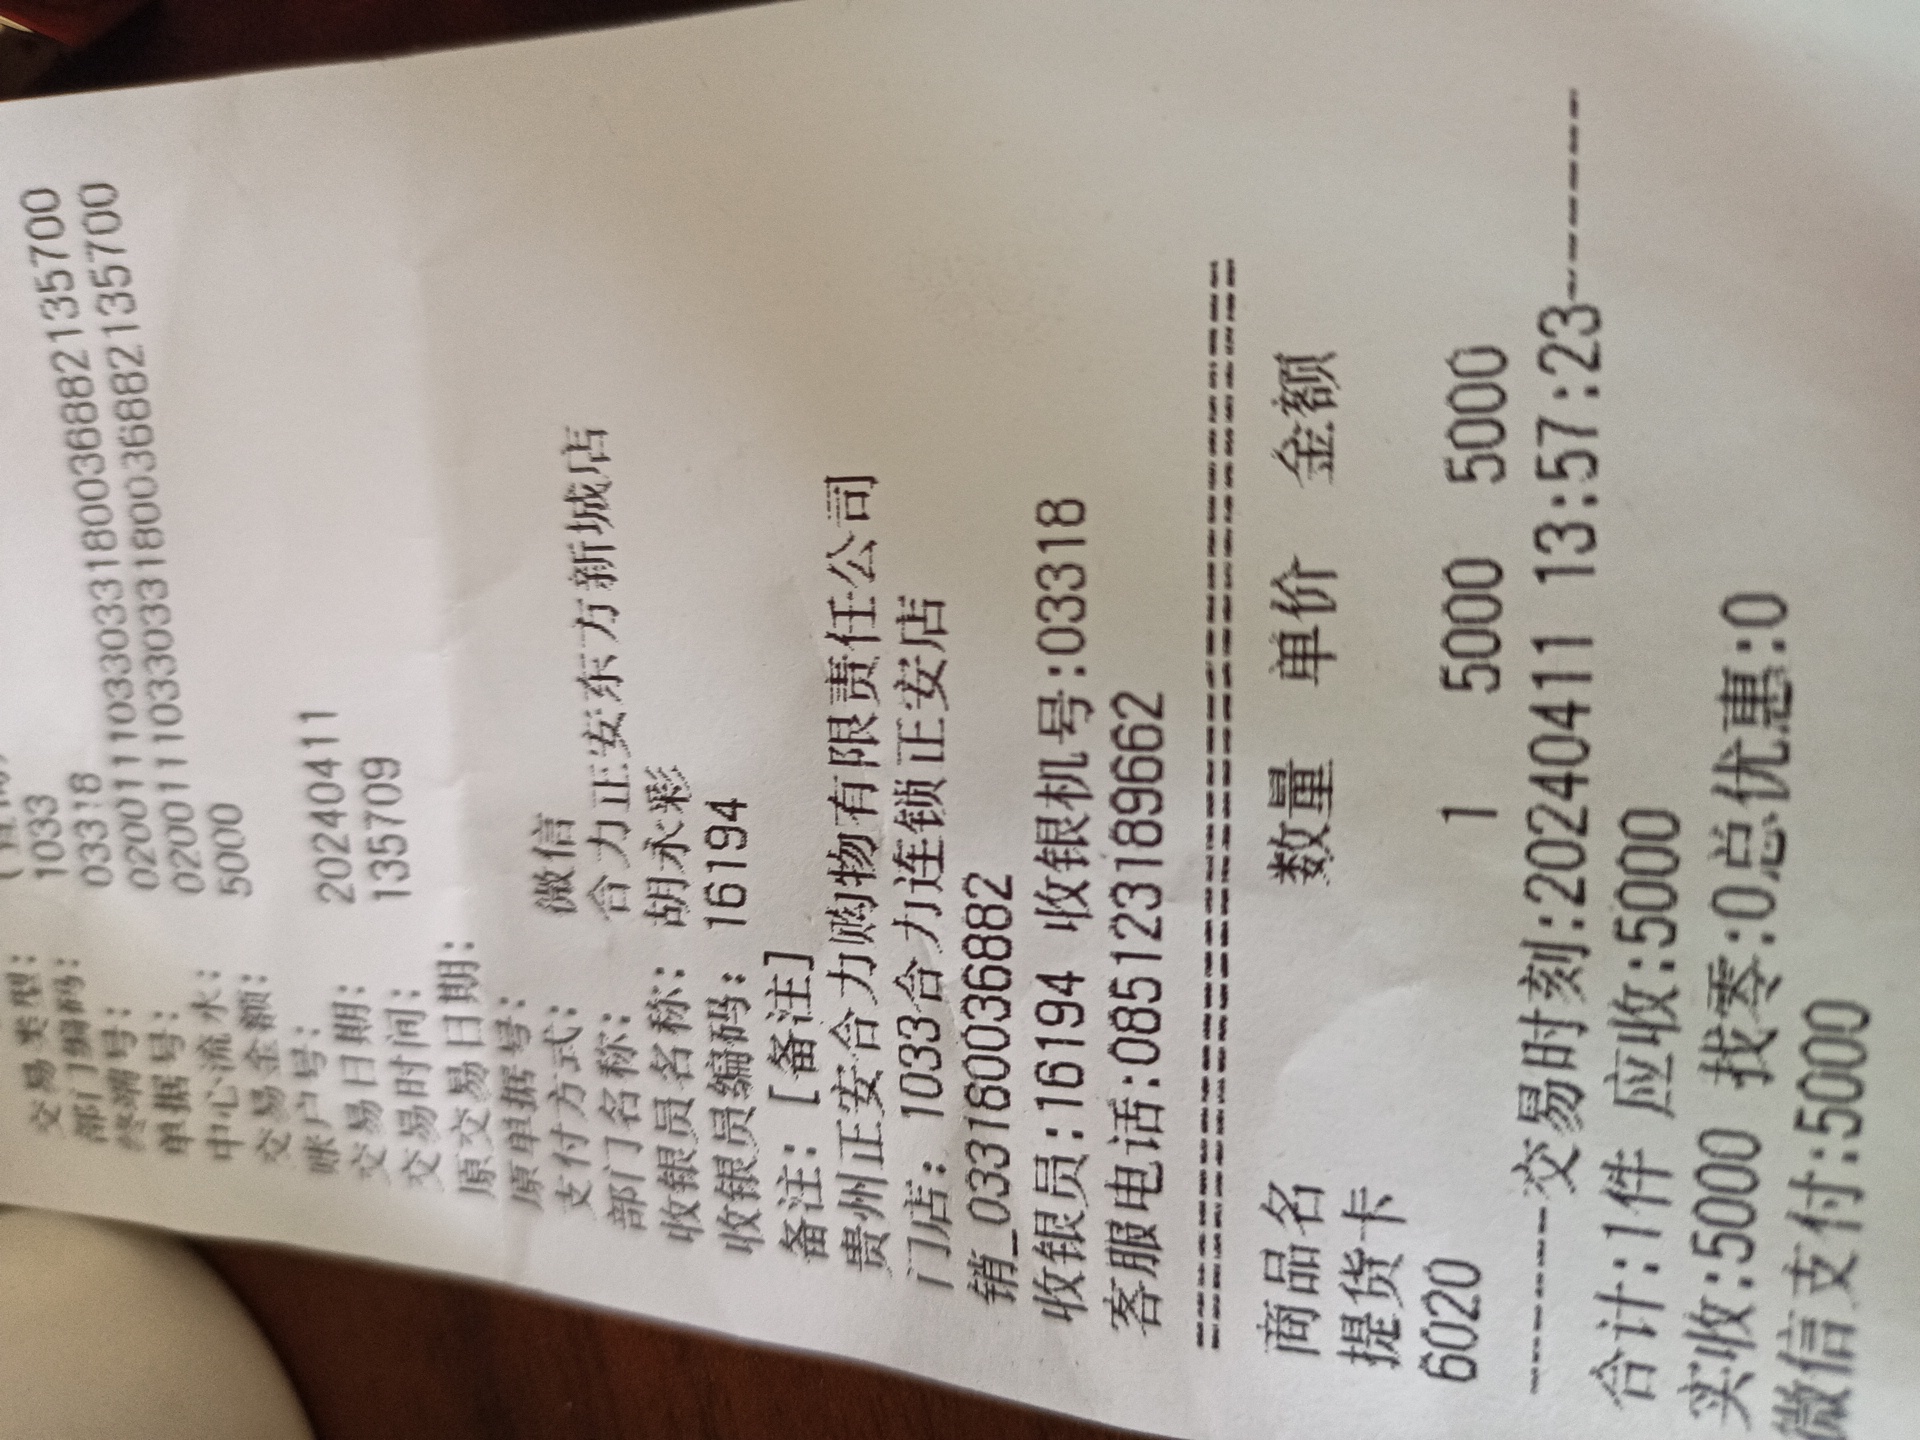 交易类型:
部门编码: 1033
终端号: 03318
单据号: 0200111033033180036882135700
中心流水: 0200111033033180036882135700
交易金额: 5000
账户号:
交易日期: 20240411
交易时间: 135709
原交易日期:
原单据号:
支付方式: 微信
部门名称: 合力正安东方新城店
收银员名称: 胡永彩
收银员编码: 16194
备注: [备注]
贵州正安合力购物有限责任公司
门店: 1033合力连锁正安店
销_033180036882
收银员:16194 收银机号:03318
客服电话:085123189662
商品名 数量 单价 金额
提货卡
6020 1 5000 5000
--------交易时刻:20240411 13:57:23--------
合计:1件 应收:5000
实收:5000 找零:0总优惠:0
微信支付:5000